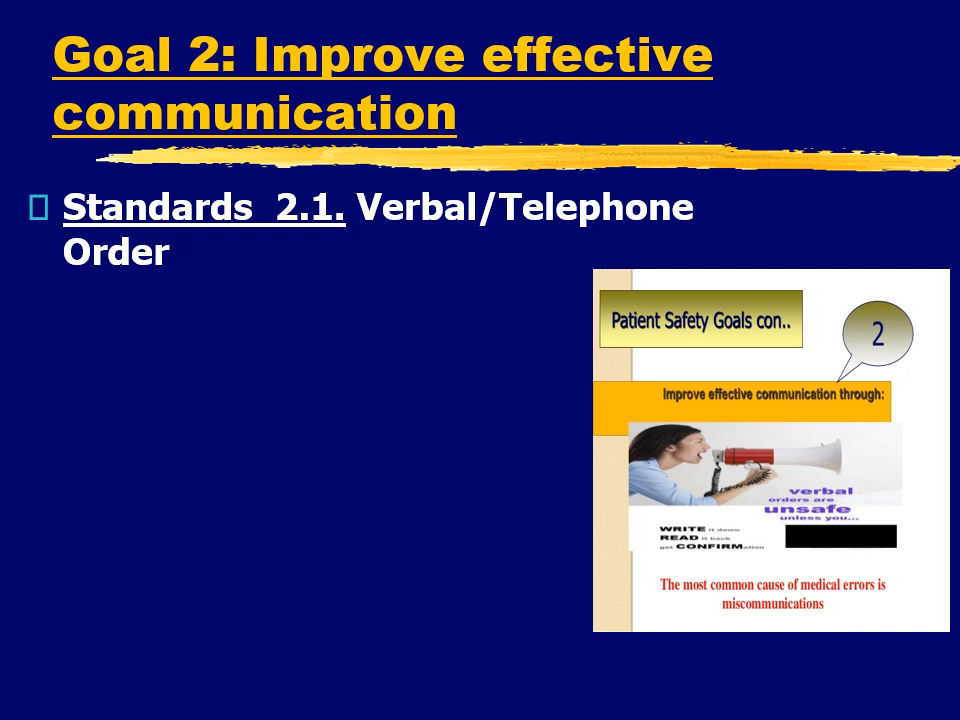 Goal 2: Improve effective
communication
Standards 2.1. Verbal/Telephone
Order
Patient Safety Goals con..
2
Improve effective communication through:
verbal
orders are
unsafe
unless you...
WRITE it down
READ it back
get CONFIRMation
The most common cause of medical errors is
miscommunications